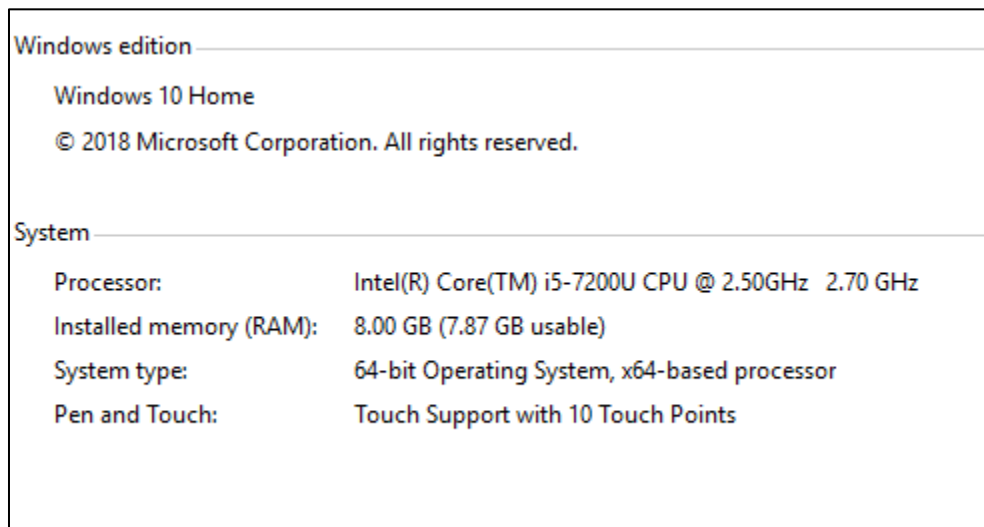 Windows edition
Windows 10 Home
© 2018 Microsoft Corporation. All rights reserved.
System
Processor: Intel(R) Core(TM) i5-7200U CPU @ 2.50GHz 2.70 GHz
Installed memory (RAM): 8.00 GB (7.87 GB usable)
System type: 64-bit Operating System, x64-based processor
Pen and Touch: Touch Support with 10 Touch Points